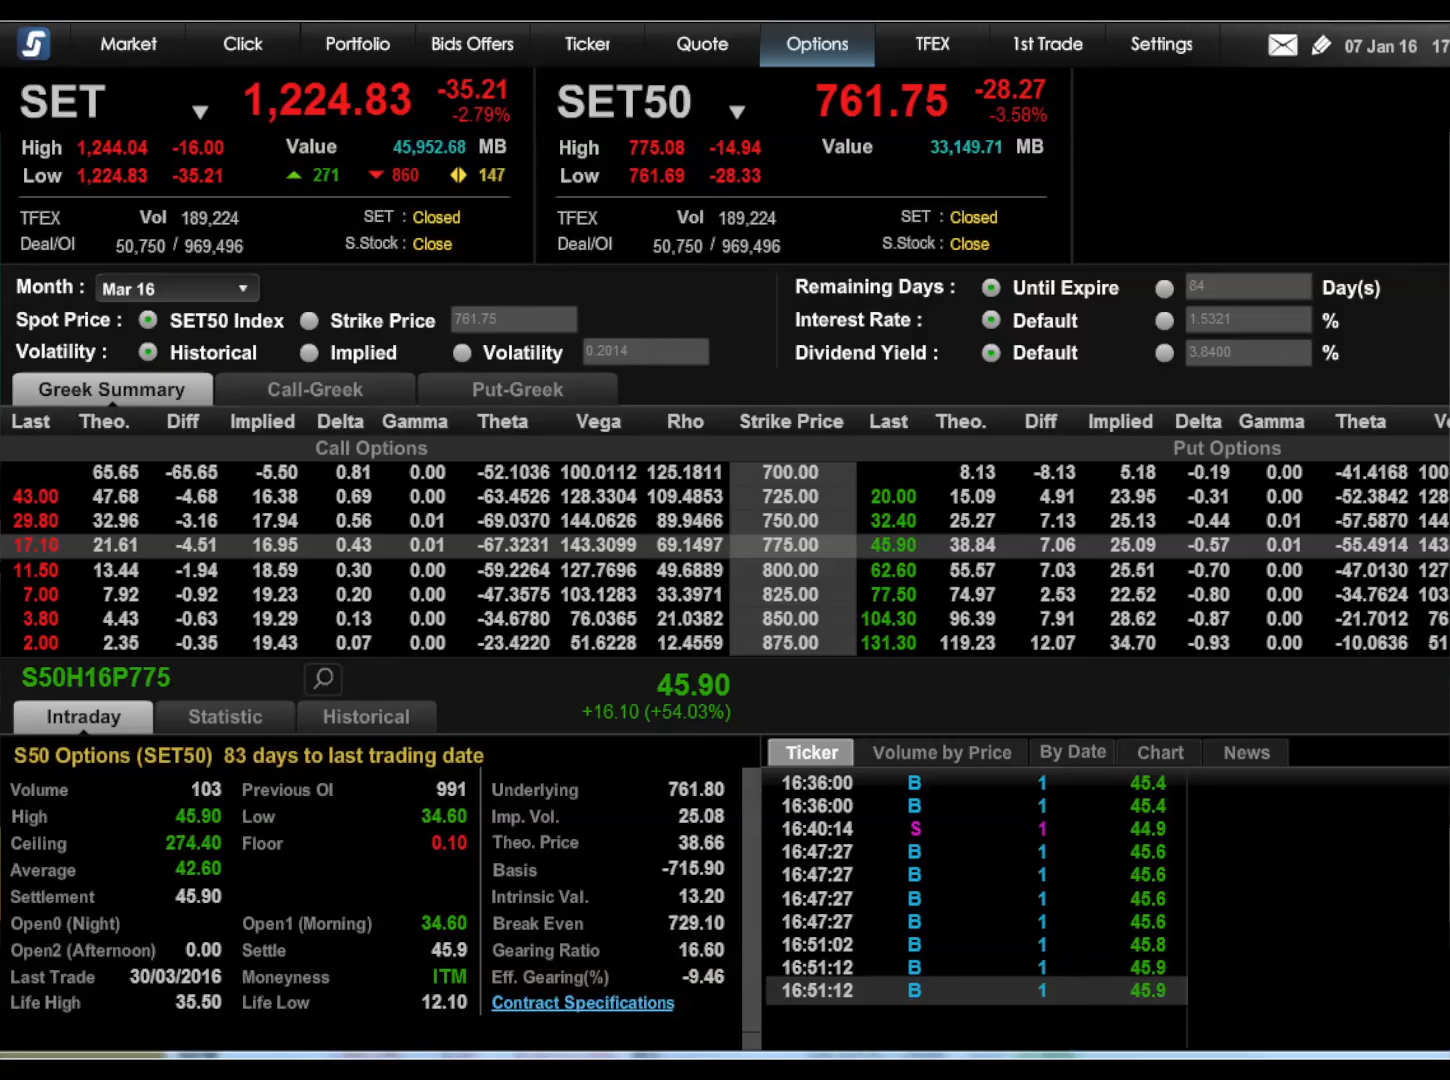 Market Click Portfolio Bids Offers Ticker Quote Options TFEX 1st Trade Settings 07 Jan 16 17
SET 1,224.83 -35.21 -2.79%
High 1,244.04 -16.00 Value 45,952.68 MB
Low 1,224.83 -35.21 271 860 147
TFEX Vol 189,224 SET : Closed
Deal/OI 50,750 / 969,496 S.Stock : Close
SET50 761.75 -28.27 -3.58%
High 775.08 -14.94 Value 33,149.71 MB
Low 761.69 -28.33
TFEX Vol 189,224 SET : Closed
Deal/OI 50,750 / 969,496 S.Stock : Close
Month : Mar 16
Spot Price : SET50 Index Strike Price 761.75
Volatility : Historical Implied Volatility 0.2014
Remaining Days : Until Expire 84 Day(s)
Interest Rate : Default 1.5321 %
Dividend Yield : Default 3.8400 %
Greek Summary Call-Greek Put-Greek
Last Theo. Diff Implied Delta Gamma Theta Vega Rho Strike Price Last Theo. Diff Implied Delta Gamma Theta
Call Options Put Options
65.65 -65.65 -5.50 0.81 0.00 -52.1036 100.0112 125.1811 700.00 8.13 -8.13 5.18 -0.19 0.00 -41.4168 100
43.00 47.68 -4.68 16.38 0.69 0.00 -63.4526 128.3304 109.4853 725.00 20.00 15.09 4.91 23.95 -0.31 0.00 -52.3842 128
29.80 32.96 -3.16 17.94 0.56 0.01 -69.0370 144.0626 89.9466 750.00 32.40 25.27 7.13 25.13 -0.44 0.01 -57.5870 144
17.10 21.61 -4.51 16.95 0.43 0.01 -67.3231 143.3099 69.1497 775.00 45.90 38.84 7.06 25.09 -0.57 0.01 -55.4914 143
11.50 13.44 -1.94 18.59 0.30 0.00 -59.2264 127.7696 49.6889 800.00 62.60 55.57 7.03 25.51 -0.70 0.00 -47.0130 127
7.00 7.92 -0.92 19.23 0.20 0.00 -47.3575 103.1283 33.3971 825.00 77.50 74.97 2.53 22.52 -0.80 0.00 -34.7624 103
3.80 4.43 -0.63 19.29 0.13 0.00 -34.6780 76.0365 21.0382 850.00 104.30 96.39 7.91 28.62 -0.87 0.00 -21.7012 76
2.00 2.35 -0.35 19.43 0.07 0.00 -23.4220 51.6228 12.4559 875.00 131.30 119.23 12.07 34.70 -0.93 0.00 -10.0636 51
S50H16P775 45.90
+16.10 (+54.03%)
Intraday Statistic Historical
S50 Options (SET50) 83 days to last trading date
Volume 103 Previous OI 991 Underlying 761.80
High 45.90 Low 34.60 Imp. Vol. 25.08
Ceiling 274.40 Floor 0.10 Theo. Price 38.66
Average 42.60 Basis -715.90
Settlement 45.90 Intrinsic Val. 13.20
Open0 (Night) Open1 (Morning) 34.60 Break Even 729.10
Open2 (Afternoon) 0.00 Settle 45.9 Gearing Ratio 16.60
Last Trade 30/03/2016 Moneyness ITM Eff. Gearing(%) -9.46
Life High 35.50 Life Low 12.10 Contract Specifications
Ticker Volume by Price By Date Chart News
16:36:00 B 1 45.4
16:36:00 B 1 45.4
16:40:14 S 1 44.9
16:47:27 B 1 45.6
16:47:27 B 1 45.6
16:47:27 B 1 45.6
16:47:27 B 1 45.6
16:51:02 B 1 45.8
16:51:12 B 1 45.9
16:51:12 B 1 45.9